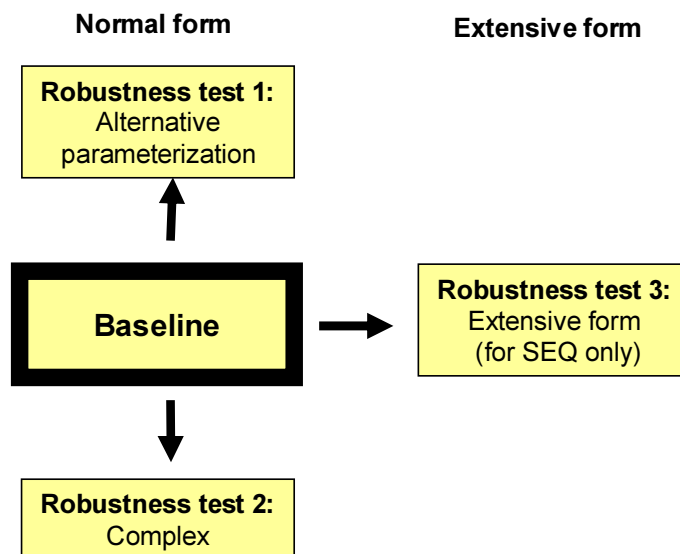 Normal form
Extensive form
Robustness test 1:
Alternative
parameterization
Baseline
Robustness test 3:
Extensive form
(for SEQ only)
Robustness test 2:
Complex